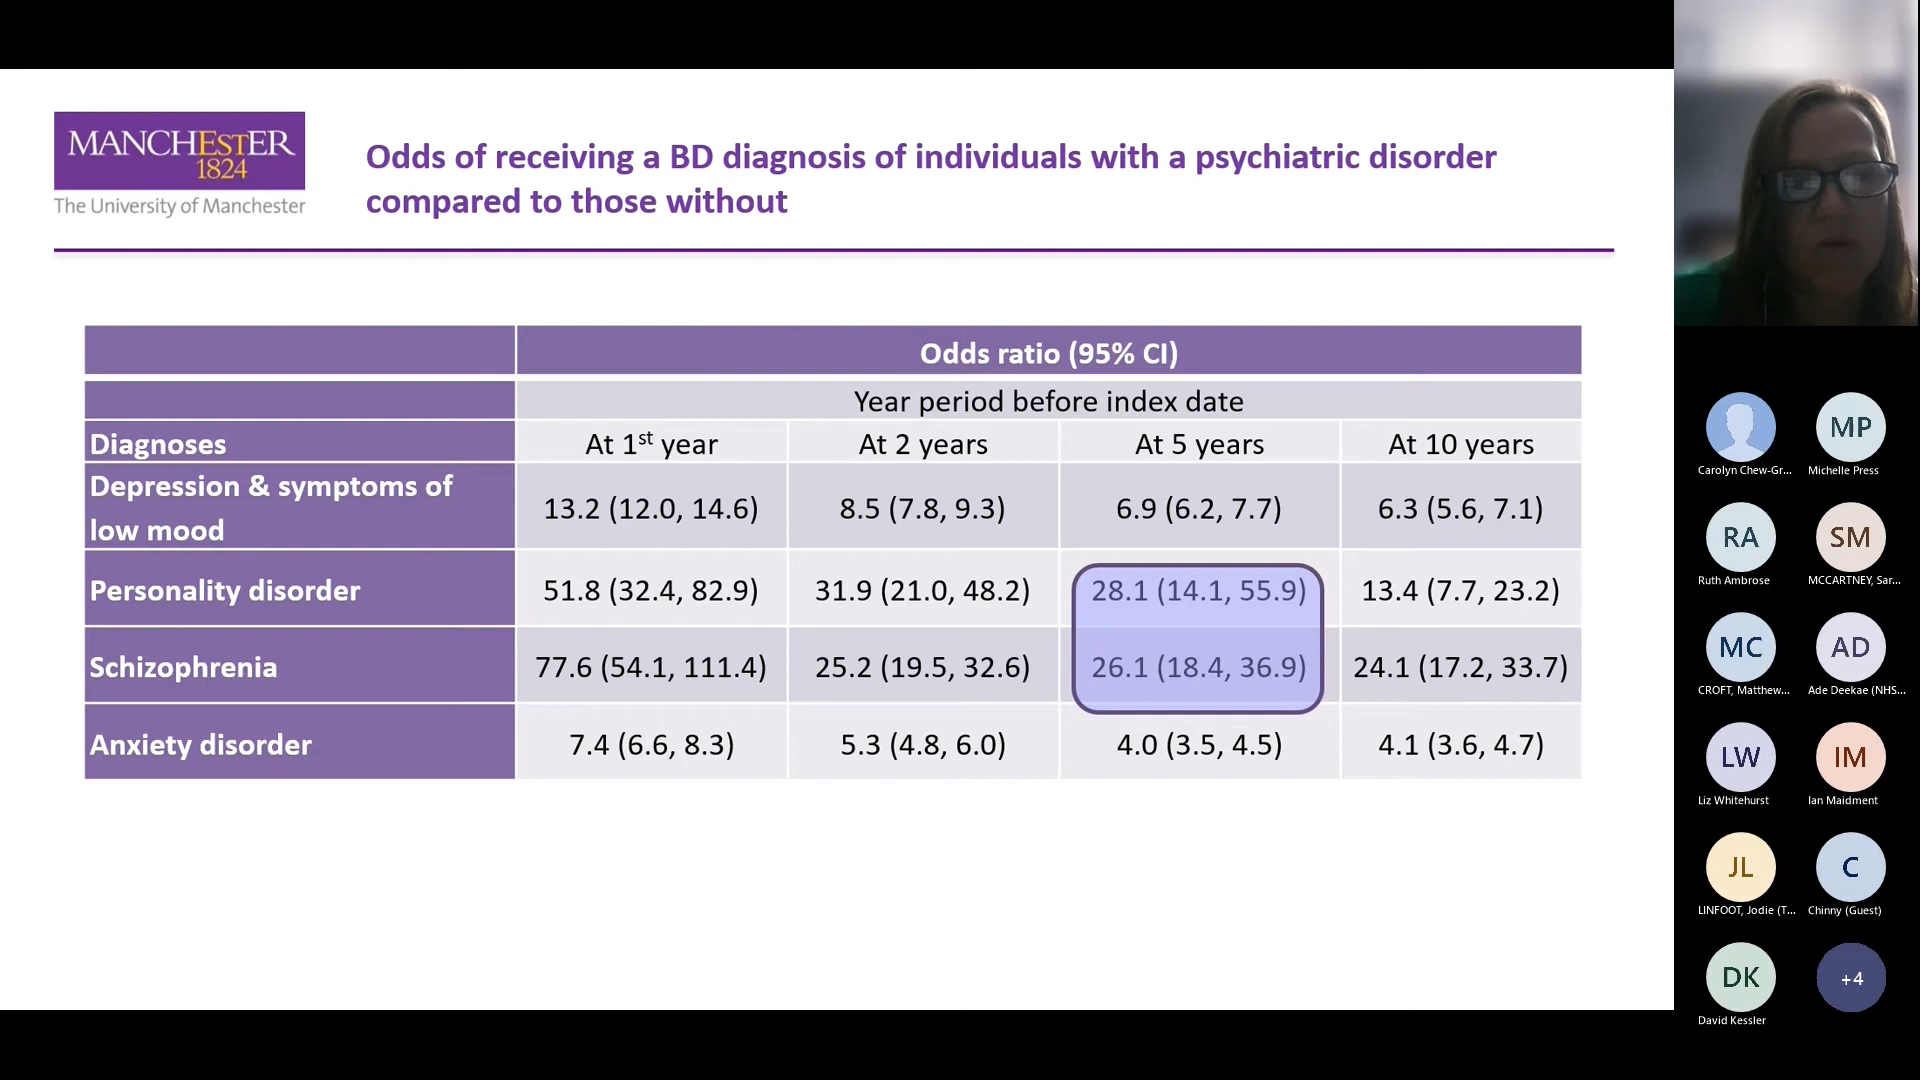 MANCHESTER
1824
The University of Manchester
Odds of receiving a BD diagnosis of individuals with a psychiatric disorder
compared to those without
Odds ratio (95% CI)
Year period before index date
Diagnoses At 1st year At 2 years At 5 years At 10 years
Depression & symptoms of
low mood 13.2 (12.0, 14.6) 8.5 (7.8, 9.3) 6.9 (6.2, 7.7) 6.3 (5.6, 7.1)
Personality disorder 51.8 (32.4, 82.9) 31.9 (21.0, 48.2) 28.1 (14.1, 55.9) 13.4 (7.7, 23.2)
Schizophrenia 77.6 (54.1, 111.4) 25.2 (19.5, 32.6) 26.1 (18.4, 36.9) 24.1 (17.2, 33.7)
Anxiety disorder 7.4 (6.6, 8.3) 5.3 (4.8, 6.0) 4.0 (3.5, 4.5) 4.1 (3.6, 4.7)
MP
Carolyn Chew-Gr... Michelle Press
RA SM
Ruth Ambrose MCCARTNEY, Sar...
MC AD
CROFT, Matthew... Ade Deekae (NHS...
LW IM
Liz Whitehurst Ian Maidment
JL C
LINFOOT, Jodie (T... Chinny (Guest)
DK +4
David Kessler